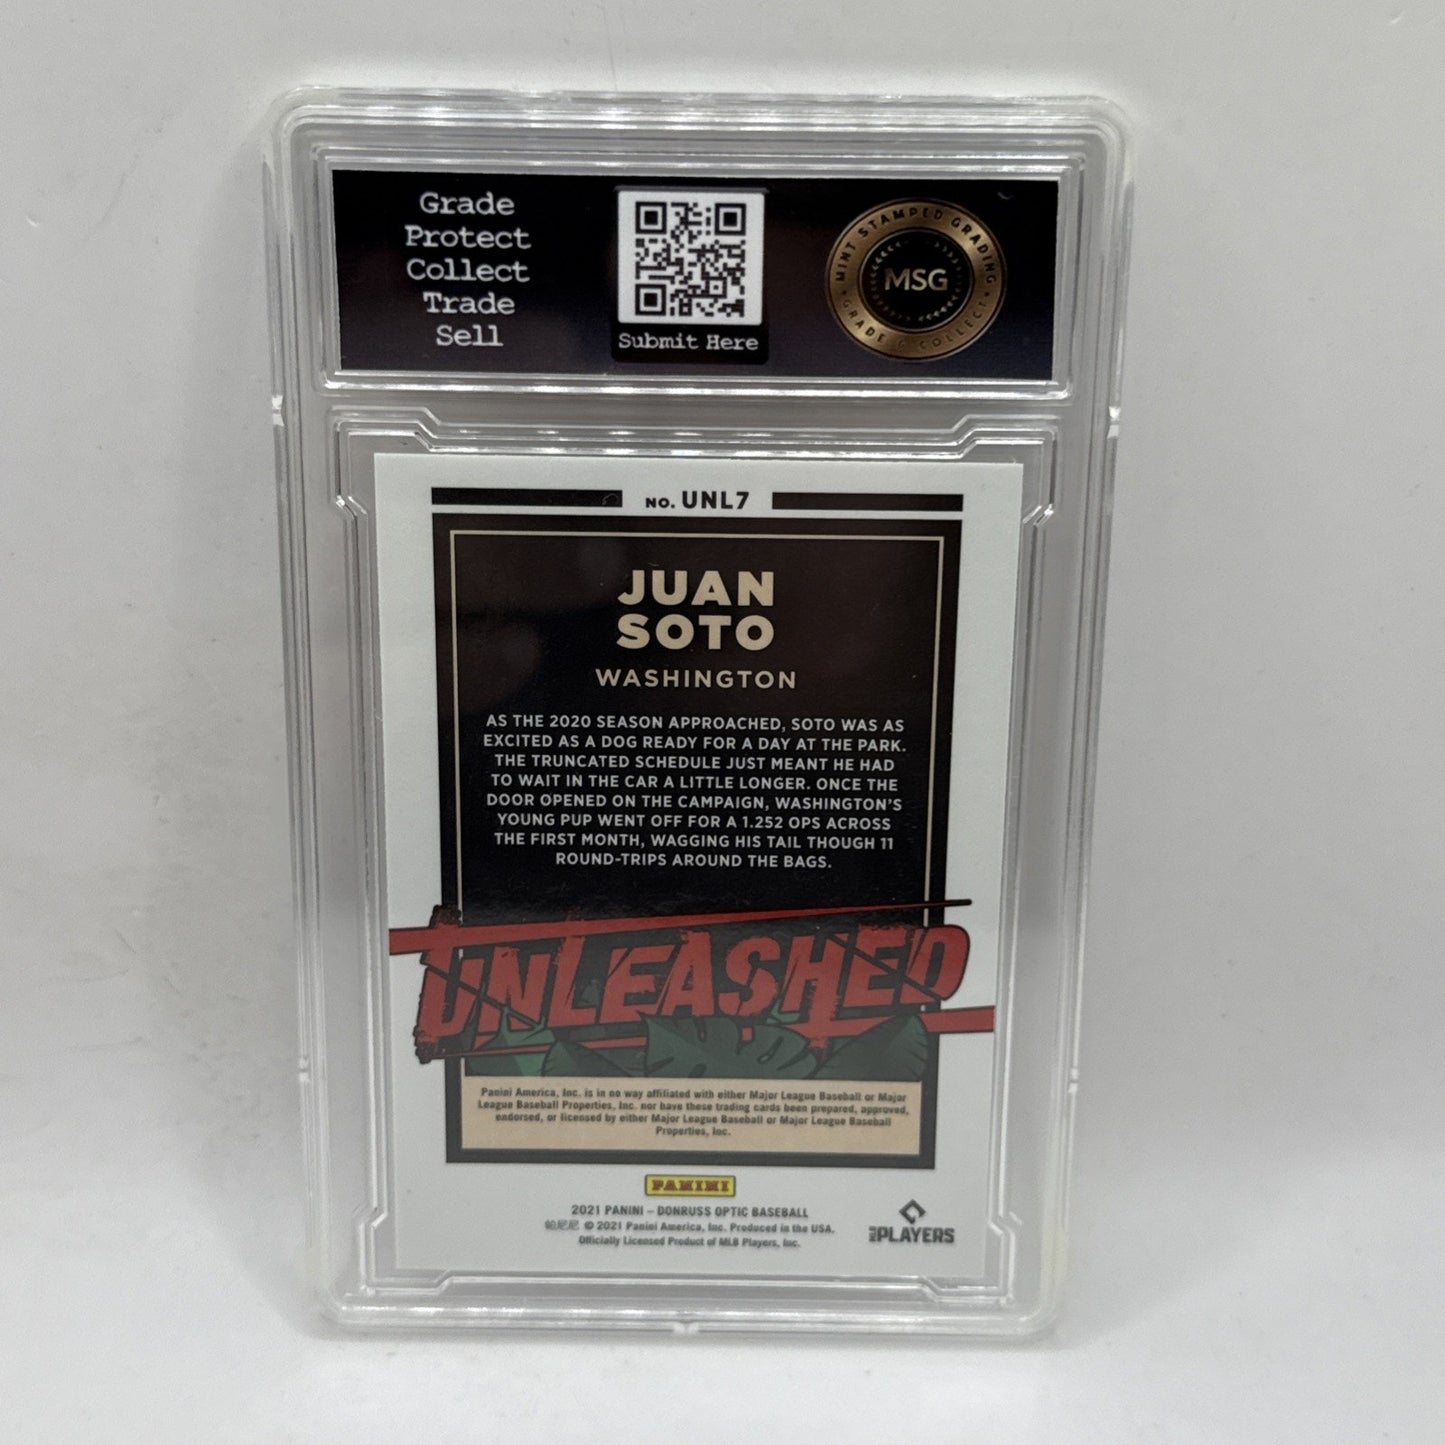 Grade
Protect
Collect
Trade
Sell
Submit Here
MINT STAMPED GRADING
MSG
GRADE & COLLECT
NO. UNL7
JUAN
SOTO
WASHINGTON
AS THE 2020 SEASON APPROACHED, SOTO WAS AS
EXCITED AS A DOG READY FOR A DAY AT THE PARK.
THE TRUNCATED SCHEDULE JUST MEANT HE HAD
TO WAIT IN THE CAR A LITTLE LONGER. ONCE THE
DOOR OPENED ON THE CAMPAIGN, WASHINGTON'S
YOUNG PUP WENT OFF FOR A 1.252 OPS ACROSS
THE FIRST MONTH, WAGGING HIS TAIL THOUGH 11
ROUND-TRIPS AROUND THE BAGS.
UNLEASHED
Panini America, Inc. is in no way affiliated with either Major League Baseball or Major
League Baseball Properties, Inc. nor have these trading cards been prepared, approved,
endorsed, or licensed by either Major League Baseball or Major League Baseball
Properties, Inc.
PANINI
2021 PANINI – DONRUSS OPTIC BASEBALL
帕尼尼 © 2021 Panini America, Inc. Produced in the USA.
Officially Licensed Product of MLB Players, Inc.
MLB PLAYERS